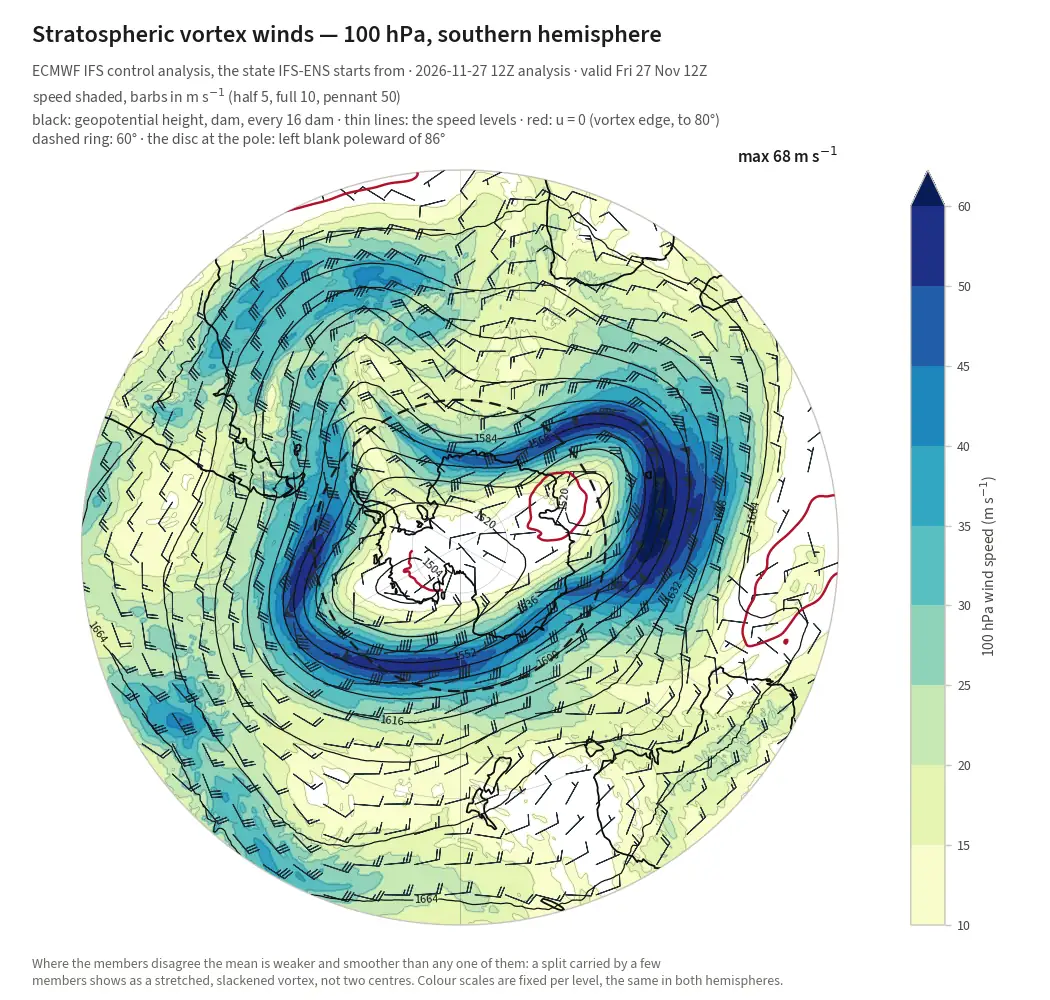 Stratospheric vortex winds — 100 hPa, southern hemisphere
ECMWF IFS control analysis, the state IFS-ENS starts from · 2026-11-27 12Z analysis · valid Fri 27 Nov 12Z
speed shaded, barbs in m s⁻¹ (half 5, full 10, pennant 50)
black: geopotential height, dam, every 16 dam · thin lines: the speed levels · red: u = 0 (vortex edge, to 80°)
dashed ring: 60° · the disc at the pole: left blank poleward of 86°
max 68 m s⁻¹
60
50
45
40
35
30
25
20
15
10
100 hPa wind speed (m s⁻¹)
1584
1520
1520
1504
1552
1600
1616
1632
1664
1664
Where the members disagree the mean is weaker and smoother than any one of them: a split carried by a few
members shows as a stretched, slackened vortex, not two centres. Colour scales are fixed per level, the same in both hemispheres.